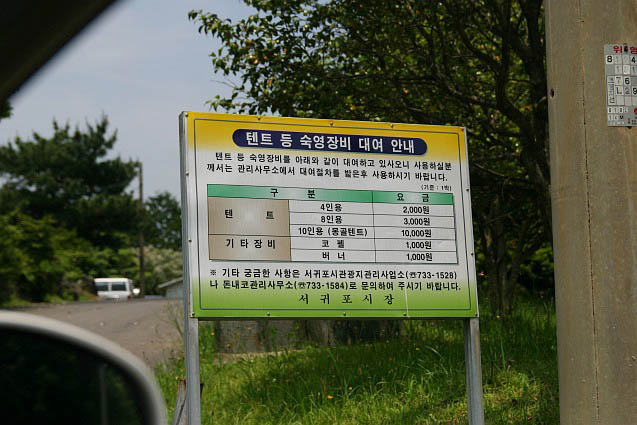 텐트 등 숙영장비 대여 안내
텐트 등 숙영장비를 아래와 같이 대여하고 있사오니 사용하실분
께서는 관리사무소에서 대여절차를 밟은후 사용하시기 바랍니다.
(기준 : 1박)
구 분 요 금
텐 트 4인용 2,000원
8인용 3,000원
10인용 (몽골텐트) 10,000원
기타장비 코 펠 1,000원
버 너 1,000원
※ 기타 궁금한 사항은 서귀포시관광지관리사업소(☏733-1528)
나 돈내코관리사무소(☏733-1584)로 문의하여 주시기 바랍니다.
서 귀 포 시 장
위험